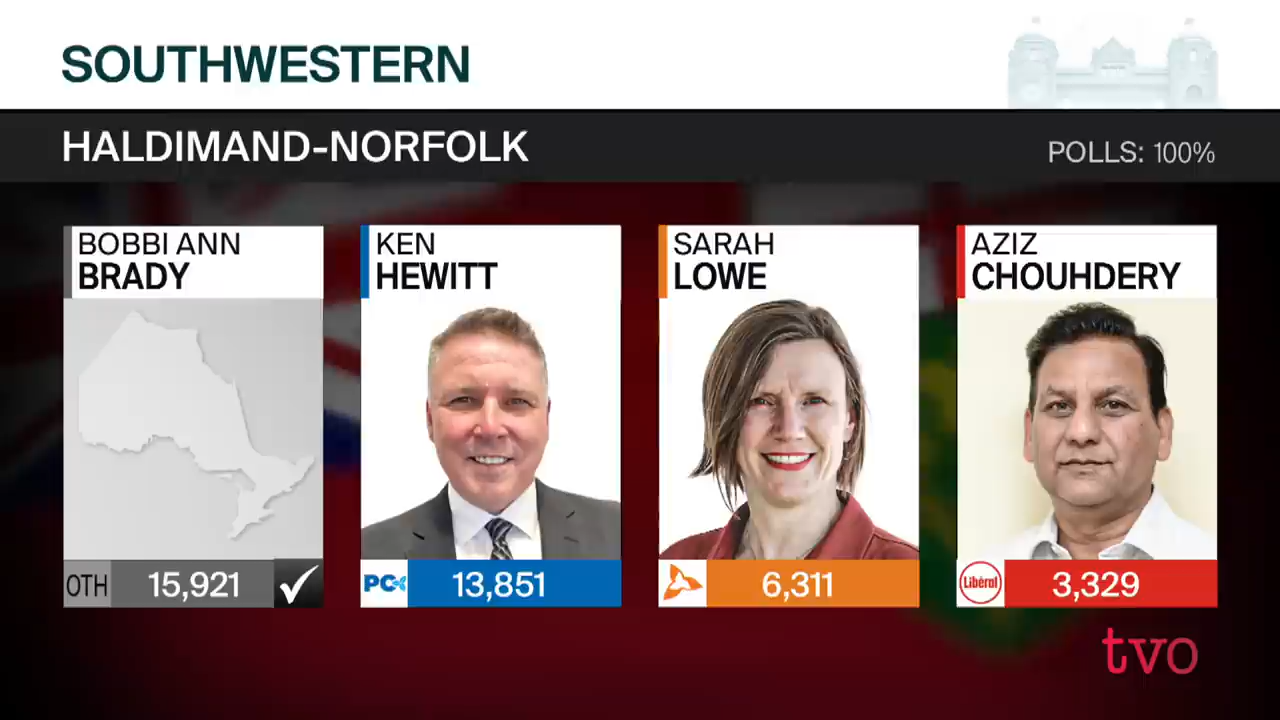 SOUTHWESTERN
HALDIMAND-NORFOLK
POLLS: 100%
BOBBI ANN
BRADY
KEN
HEWITT
SARAH
LOWE
AZIZ
CHOUHDERY
OTH 15,921
PC 13,851
6,311
Libéral 3,329
tvo